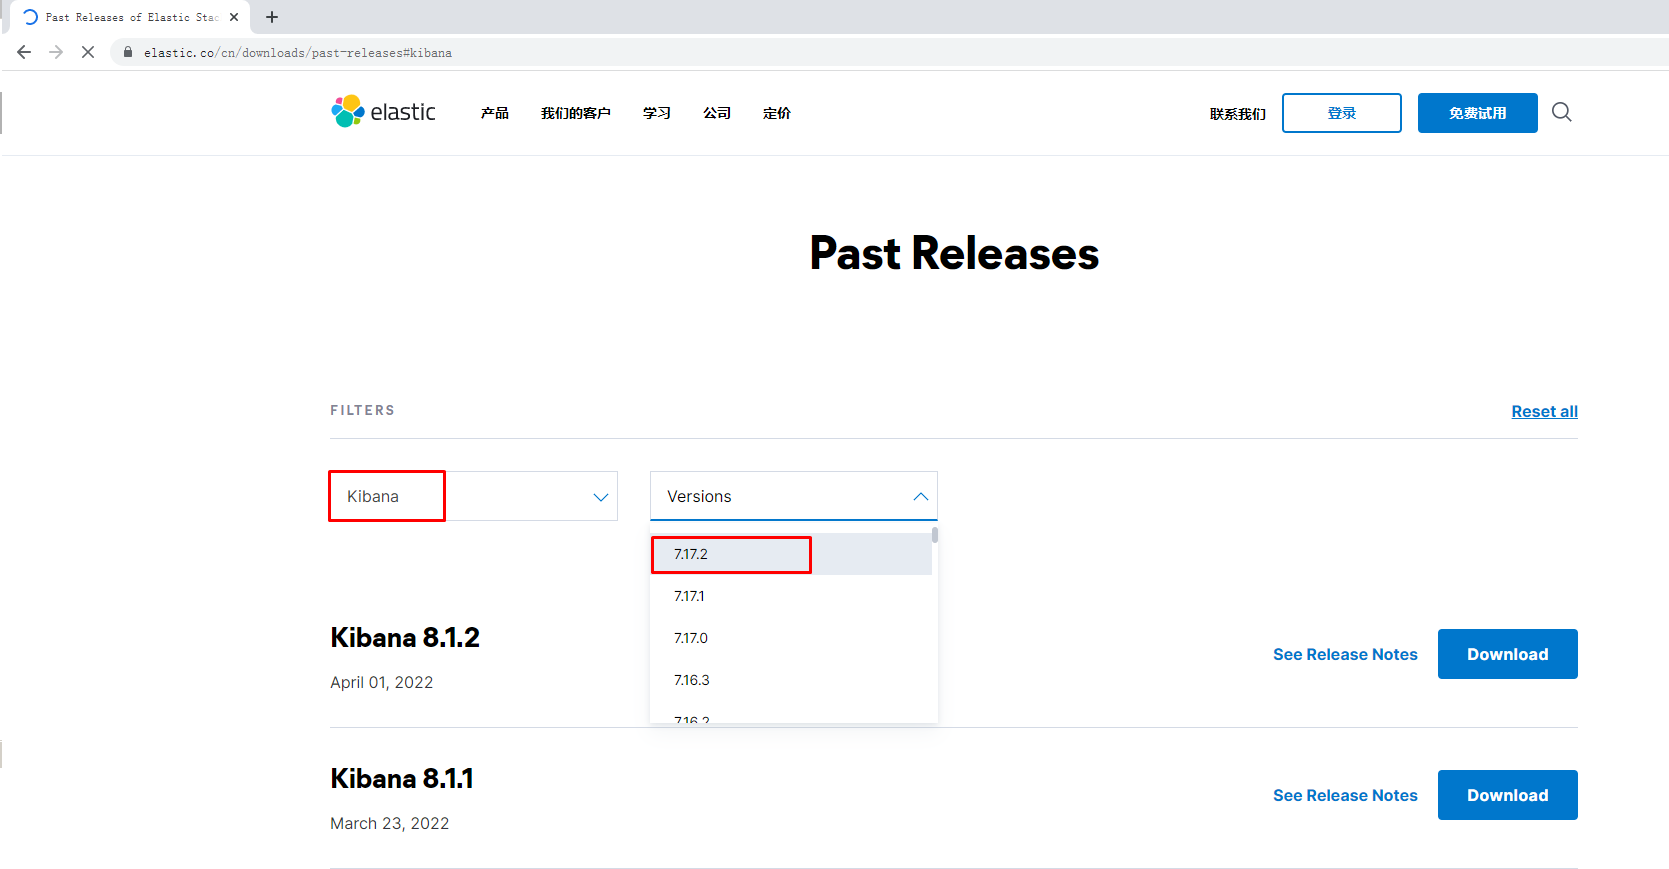 Past Releases of Elastic Stac
elastic.co/cn/downloads/past-releases#kibana
elastic 产品 我们的客户 学习 公司 定价 联系我们 登录 免费试用
Past Releases
FILTERS Reset all
Kibana Versions
7.17.2
7.17.1
7.17.0
7.16.3
7.16.2
Kibana 8.1.2
April 01, 2022
See Release Notes Download
Kibana 8.1.1
March 23, 2022
See Release Notes Download